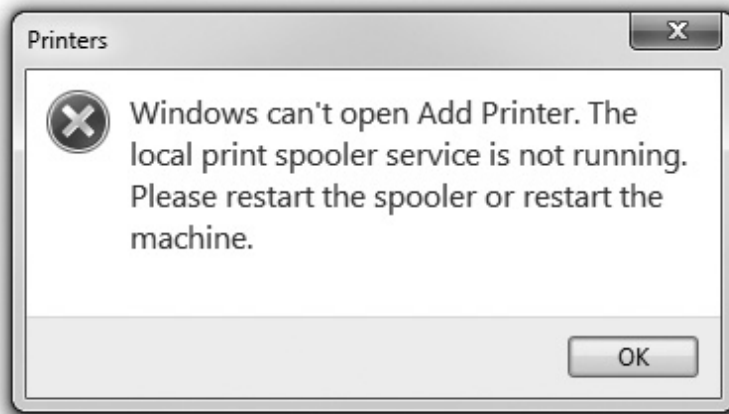 Printers
Windows can't open Add Printer. The
local print spooler service is not running.
Please restart the spooler or restart the
machine.
OK